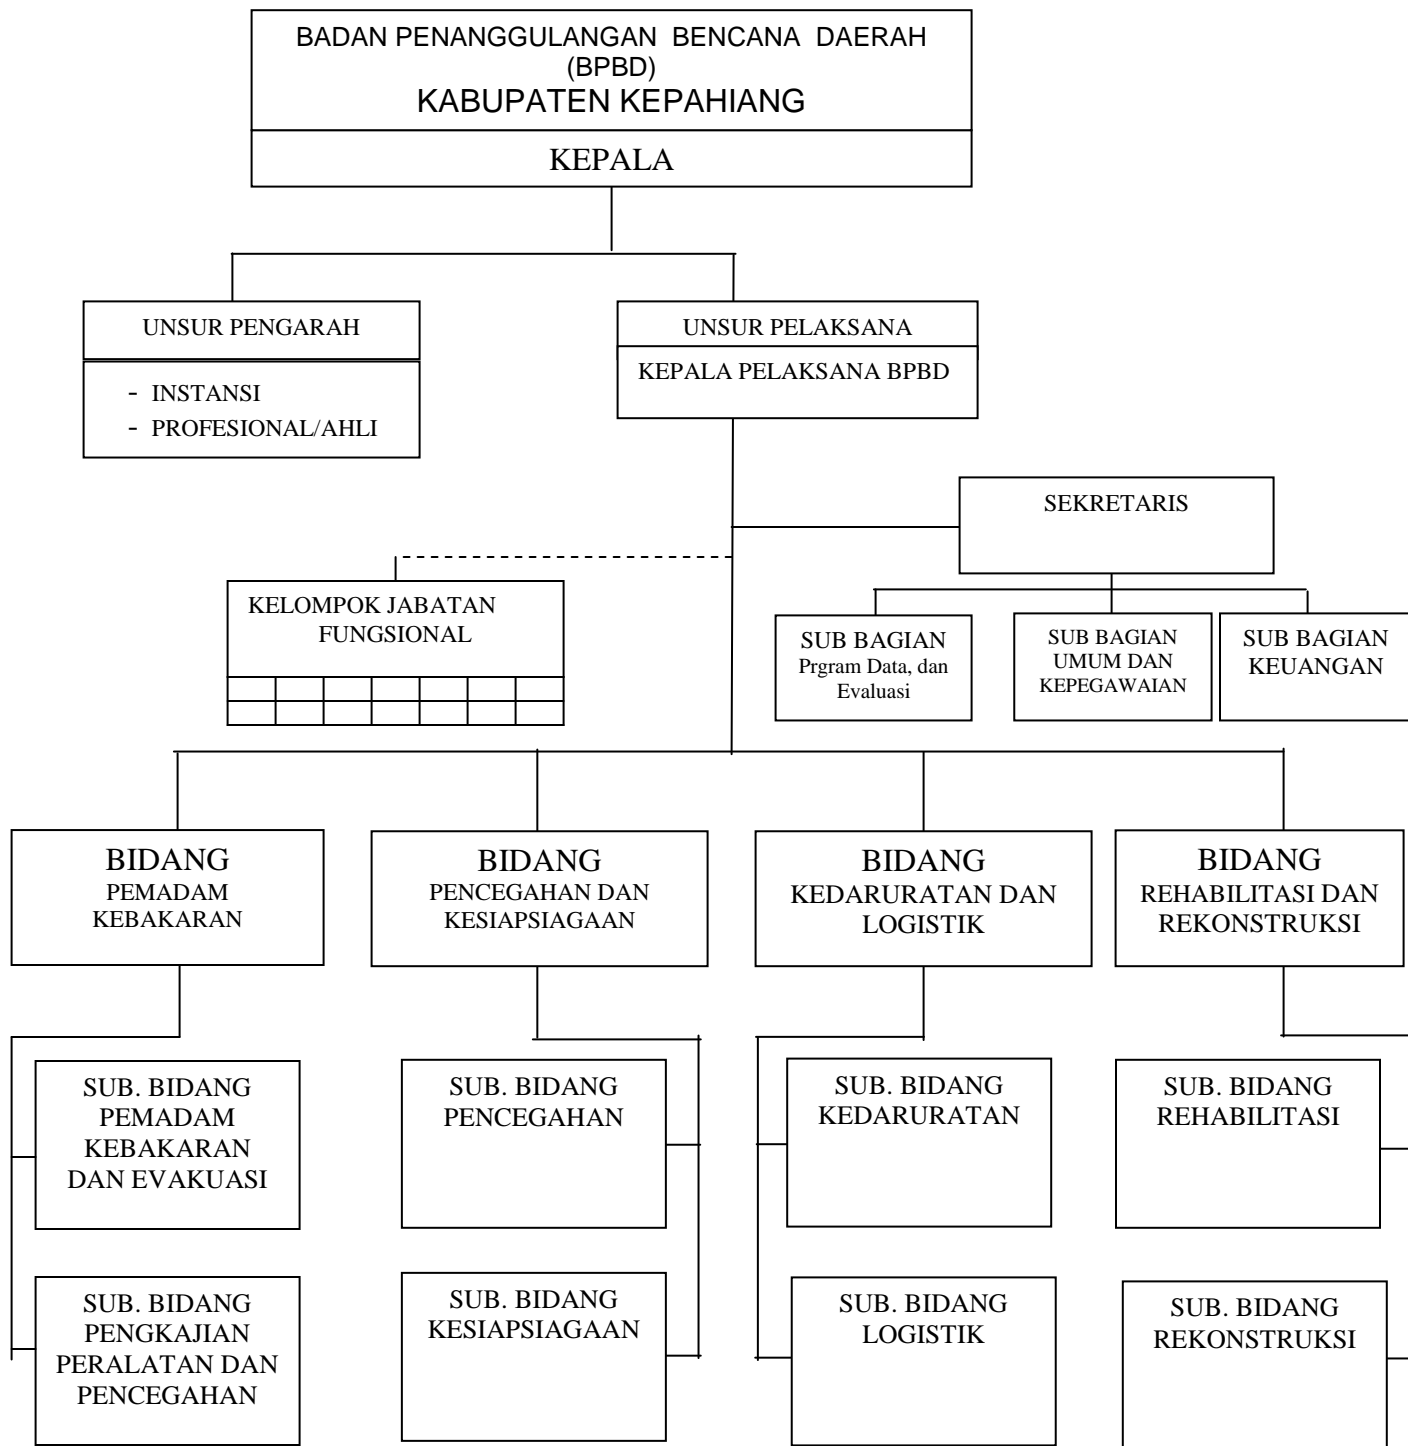 BADAN PENANGGULANGAN BENCANA DAERAH
(BPBD)
KABUPATEN KEPAHIANG
KEPALA
UNSUR PENGARAH
- INSTANSI
- PROFESIONAL/AHLI
UNSUR PELAKSANA
KEPALA PELAKSANA BPBD
SEKRETARIS
KELOMPOK JABATAN
FUNGSIONAL
SUB BAGIAN
Prgram Data, dan
Evaluasi
SUB BAGIAN
UMUM DAN
KEPEGAWAIAN
SUB BAGIAN
KEUANGAN
BIDANG
PEMADAM
KEBAKARAN
BIDANG
PENCEGAHAN DAN
KESIAPSIAGAAN
BIDANG
KEDARURATAN DAN
LOGISTIK
BIDANG
REHABILITASI DAN
REKONSTRUKSI
SUB. BIDANG
PEMADAM
KEBAKARAN
DAN EVAKUASI
SUB. BIDANG
PENCEGAHAN
SUB. BIDANG
KEDARURATAN
SUB. BIDANG
REHABILITASI
SUB. BIDANG
PENGKAJIAN
PERALATAN DAN
PENCEGAHAN
SUB. BIDANG
KESIAPSIAGAAN
SUB. BIDANG
LOGISTIK
SUB. BIDANG
REKONSTRUKSI